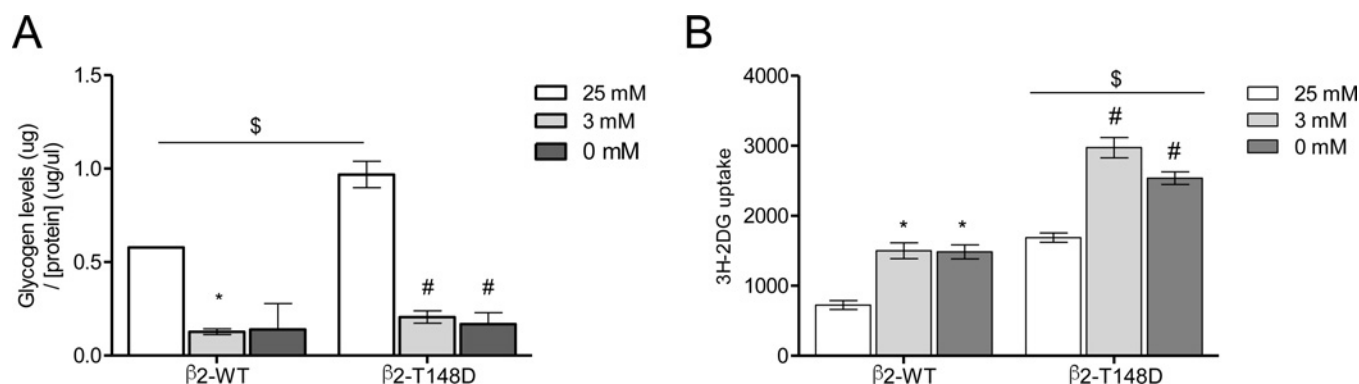 A
Glycogen levels (ug)
/ [protein] (ug/ul)
1.5
1.0
0.5
0.0
$
*
#
#
25 mM
3 mM
0 mM
β2-WT
β2-T148D
B
3H-2DG uptake
4000
3000
2000
1000
0
$
*
*
#
#
25 mM
3 mM
0 mM
β2-WT
β2-T148D